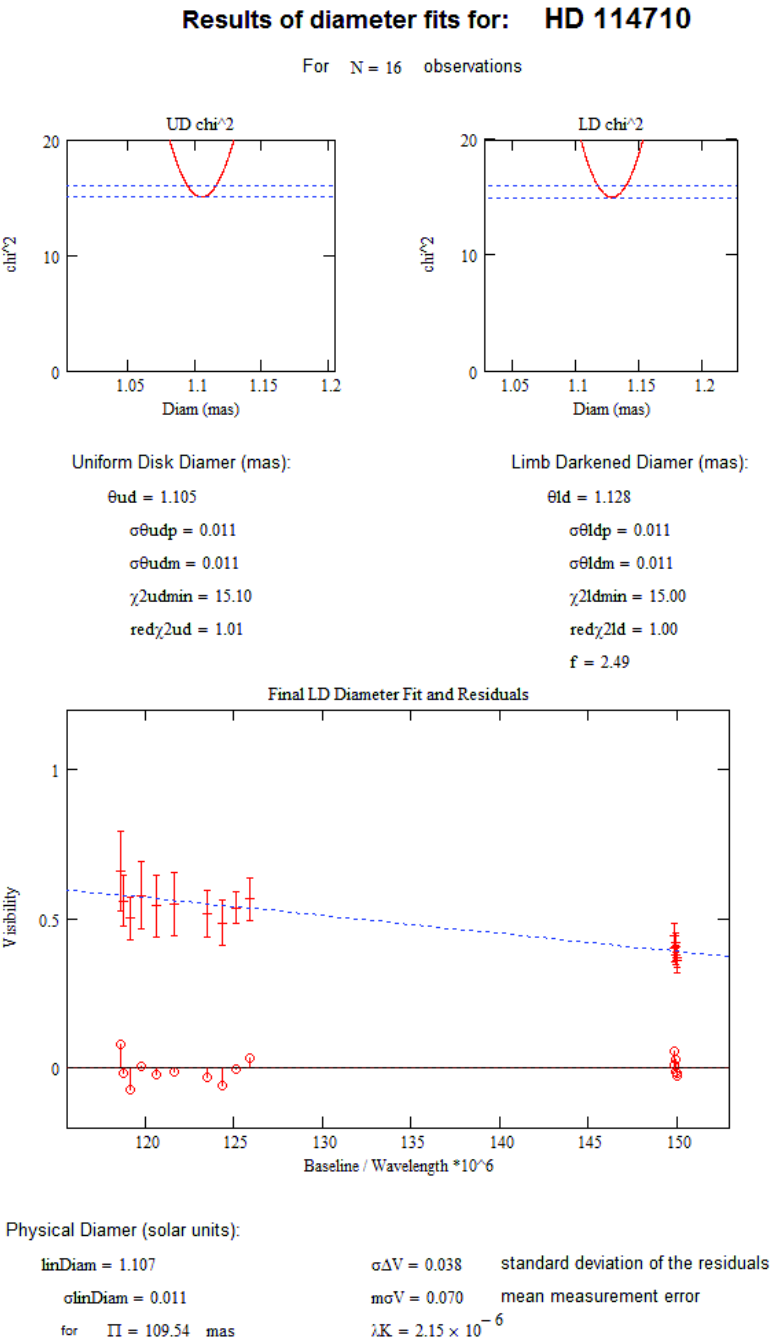 Results of diameter fits for: HD 114710
For N = 16 observations
UD chi^2
20
10
0
chi^2
1.05 1.1 1.15 1.2
Diam (mas)
LD chi^2
20
10
0
chi^2
1.05 1.1 1.15 1.2
Diam (mas)
Uniform Disk Diamer (mas):
θud = 1.105
σθudp = 0.011
σθudm = 0.011
χ2udmin = 15.10
redχ2ud = 1.01
Limb Darkened Diamer (mas):
θld = 1.128
σθldp = 0.011
σθldm = 0.011
χ2ldmin = 15.00
redχ2ld = 1.00
f = 2.49
Final LD Diameter Fit and Residuals
1
0.5
0
Visibility
120 125 130 135 140 145 150
Baseline / Wavelength *10^6
Physical Diamer (solar units):
linDiam = 1.107
σlinDiam = 0.011
for Π = 109.54 mas
σΔV = 0.038 standard deviation of the residuals
mσV = 0.070 mean measurement error
λK = 2.15 × 10⁻⁶